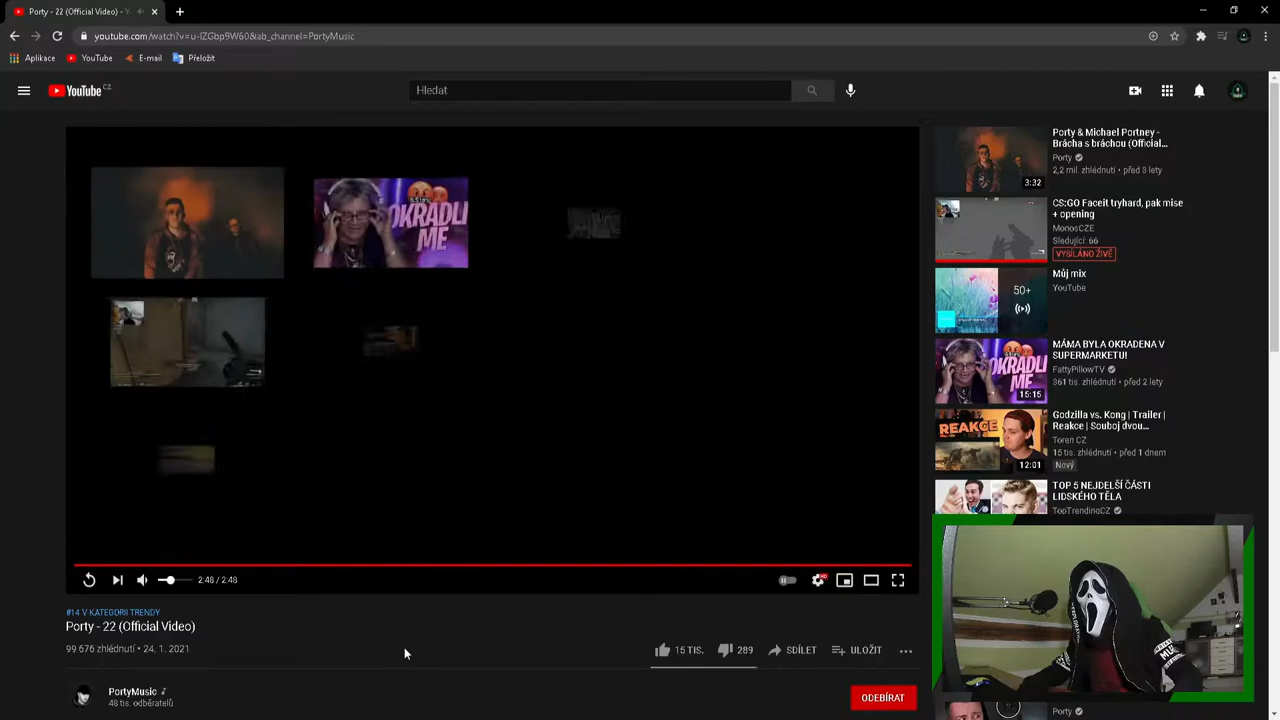 Porty - 22 (Official Video) - Y
youtube.com/watch?v=u-lZGbp9W60&ab_channel=PortyMusic
Aplikace
YouTube
E-mail
Přeložit
YouTube CZ
Hledat
OKRADLI
MĚ
2:48 / 2:48
HD
#14 V KATEGORII TRENDY
Porty - 22 (Official Video)
99 676 zhlédnutí • 24. 1. 2021
15 TIS.
289
SDÍLET
ULOŽIT
PortyMusic
48 tis. odběratelů
ODEBÍRAT
Porty & Michael Portney -
Brácha s bráchou (Official...
Porty
2,2 mil. zhlédnutí • před 3 lety
3:32
CS:GO Faceit tryhard, pak mise
+ opening
MonosCZE
Sledující: 66
VYSÍLÁNO ŽIVĚ
Můj mix
YouTube
50+
MÁMA BYLA OKRADENA V
SUPERMARKETU!
FattyPillowTV
361 tis. zhlédnutí • před 2 lety
OKRADLI
MĚ
15:15
Godzilla vs. Kong | Trailer |
Reakce | Souboj dvou...
Toren CZ
15 tis. zhlédnutí • před 1 dnem
Nový
REAKCE
12:01
TOP 5 NEJDELŠÍ ČÁSTI
LIDSKÉHO TĚLA
TopTrendingCZ
Porty